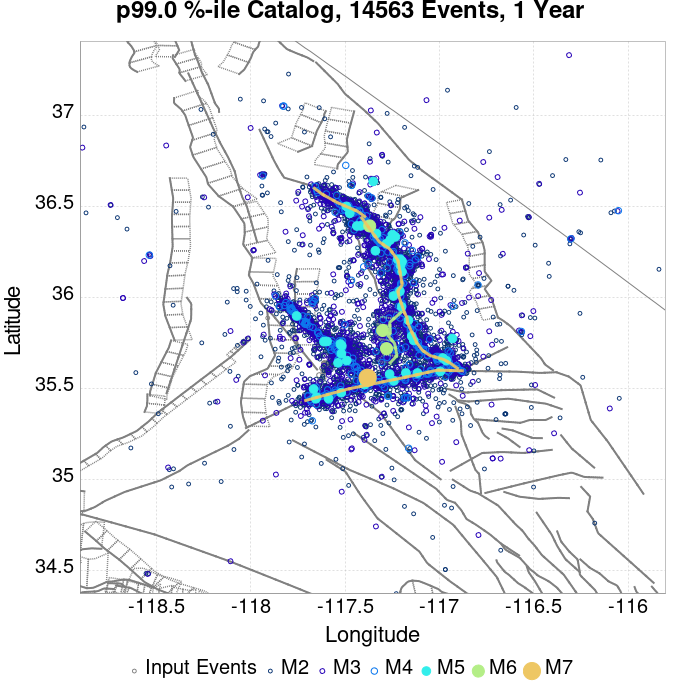 p99.0 %-ile Catalog, 14563 Events, 1 Year
37
36.5
36
35.5
35
34.5
Latitude
-118.5 -118 -117.5 -117 -116.5 -116
Longitude
Input Events M2 M3 M4 M5 M6 M7